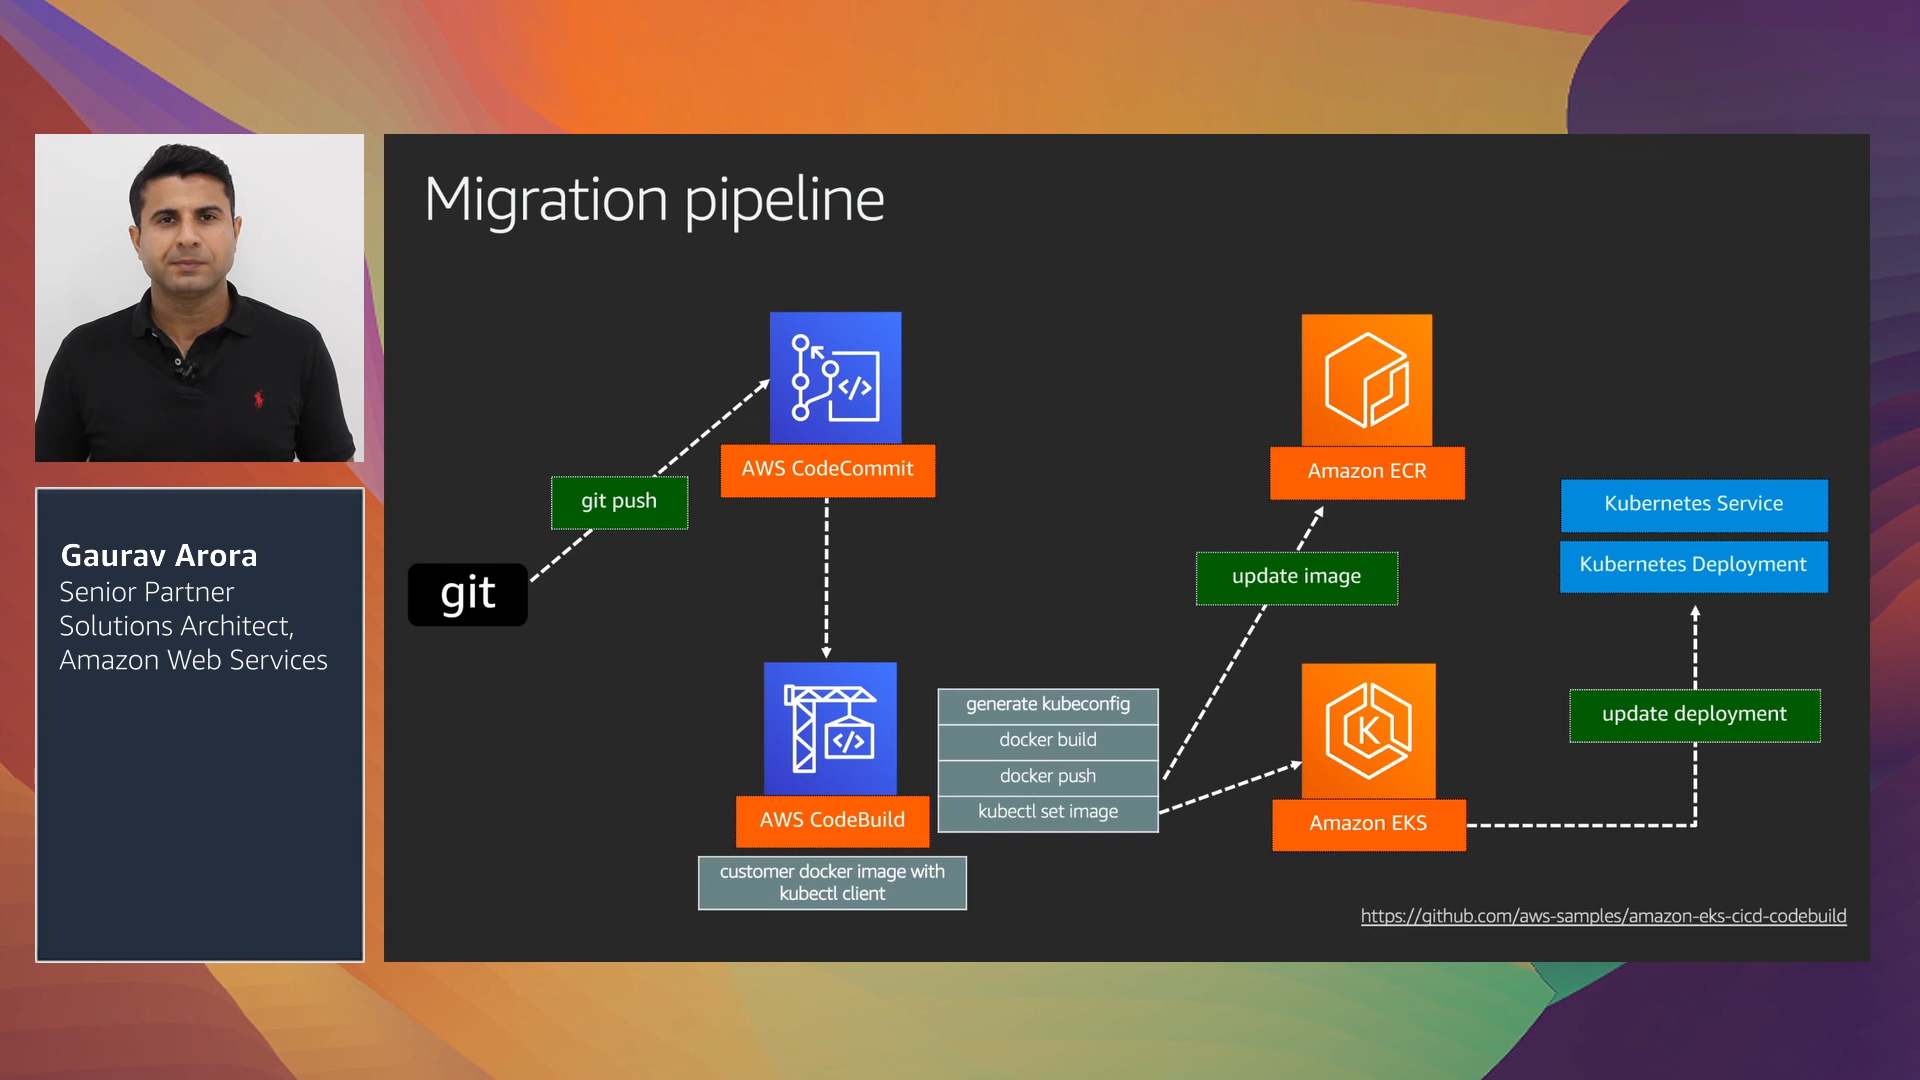 Migration pipeline
Gaurav Arora
Senior Partner
Solutions Architect,
Amazon Web Services
git
git push
AWS CodeCommit
</>
AWS CodeBuild
</>
customer docker image with
kubectl client
generate kubeconfig
docker build
docker push
kubectl set image
update image
Amazon ECR
K
Amazon EKS
Kubernetes Service
Kubernetes Deployment
update deployment
https://github.com/aws-samples/amazon-eks-cicd-codebuild